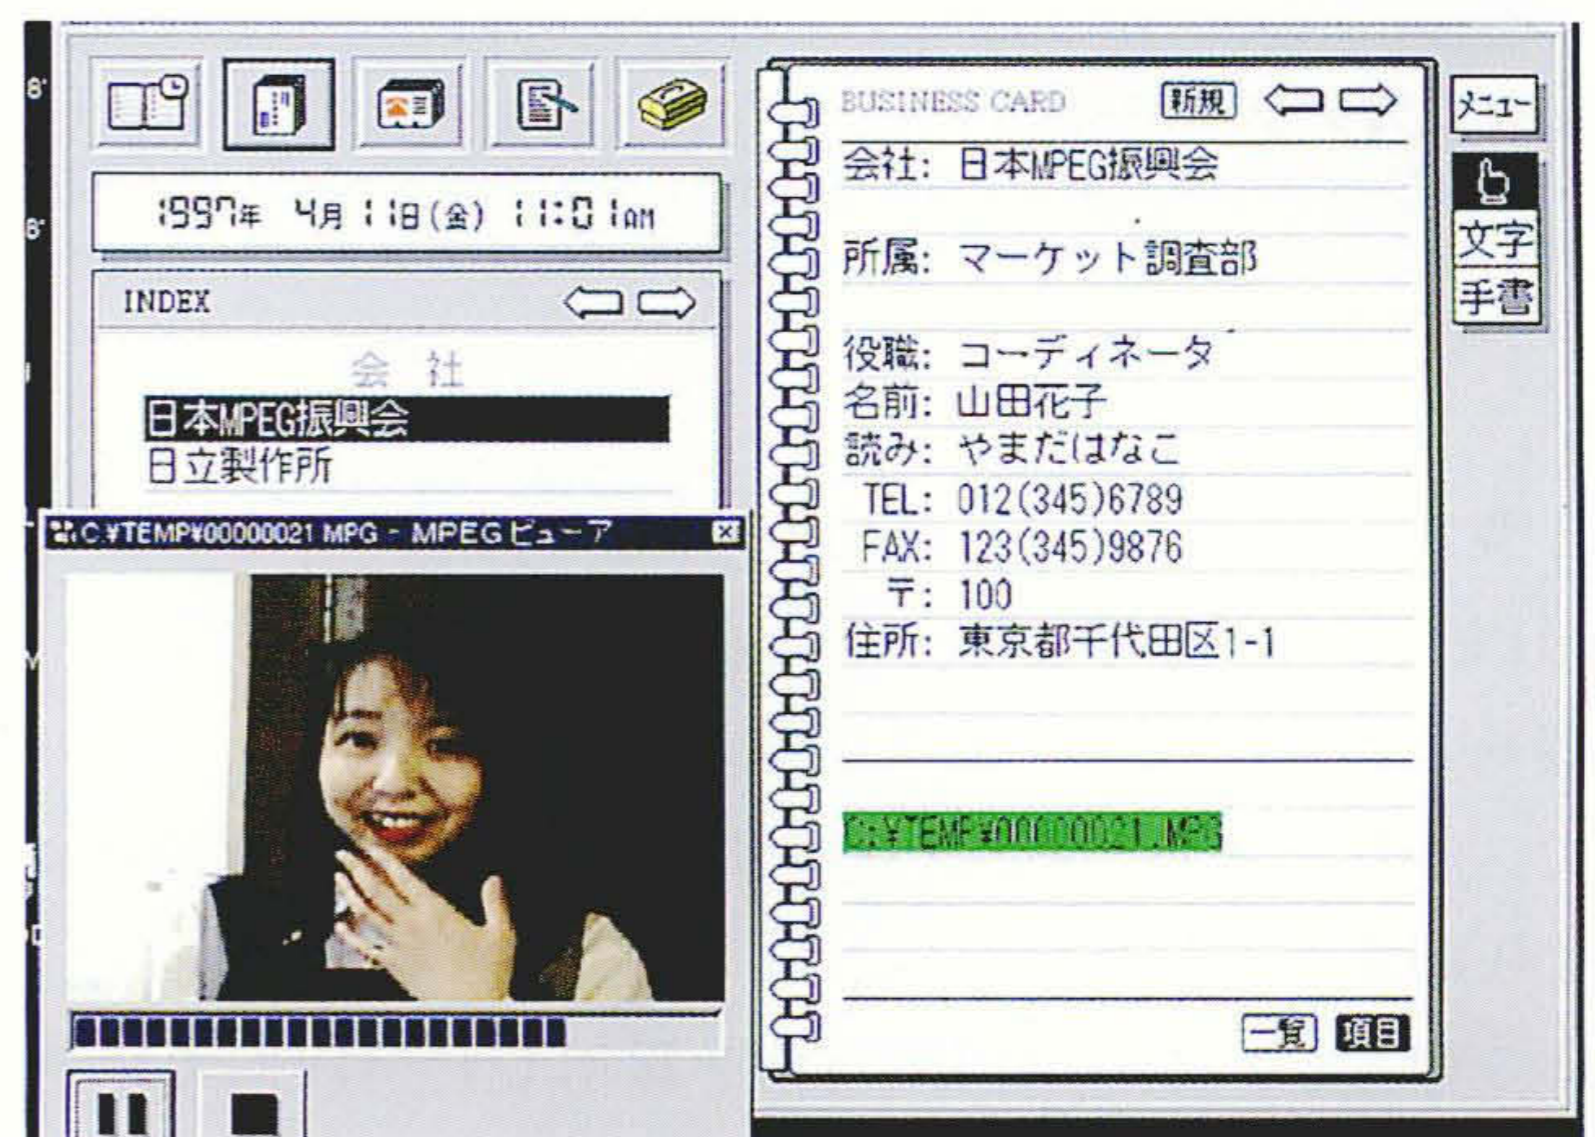 1997年 4月11日(金) 11:01AM
INDEX
会社
日本MPEG振興会
日立製作所
C:¥TEMP¥00000021.MPG - MPEGビューア
BUSINESS CARD 新規
会社: 日本MPEG振興会
所属: マーケット調査部
役職: コーディネータ
名前: 山田花子
読み: やまだはなこ
TEL: 012(345)6789
FAX: 123(345)9876
〒: 100
住所: 東京都千代田区1-1
C:¥TEMP¥00000021.MPG
一覧 項目
メニュー
文字
手書